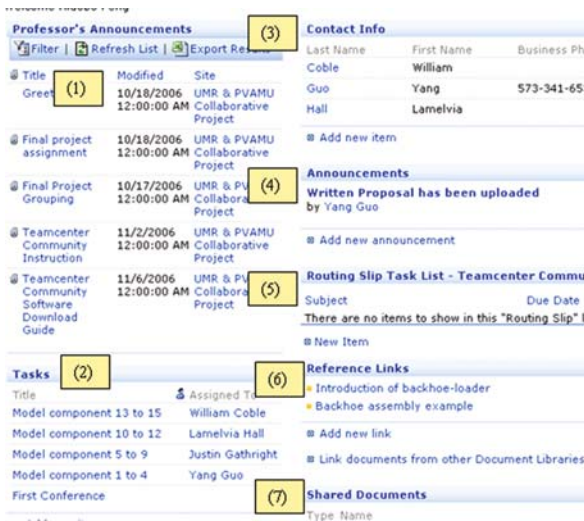 Professor's Announcements
Filter | Refresh List | Export Results
Title Modified Site
(1)
10/18/2006 UMR & PVAMU
12:00:00 AM Collaborative
Project
Final project 10/18/2006 UMR & PVAMU
assignment 12:00:00 AM Collaborative
Project
Final Project 10/17/2006 UMR &
Grouping 12:00:00 AM
Project
Teamcenter 11/2/2006 UMR & PVAMU
Community 12:00:00 AM Collaborative
Instruction Project
Teamcenter 11/6/2006 UMR &
Community 12:00:00 AM
Software Project
Download
Guide
Tasks
(2)
Title Assigned To
Model component 13 to 15 William Coble
Model component 10 to 12 Lamelvia Hall
Model component 5 to 9 Justin Gathright
Model component 1 to 4 Yang Guo
First Conference
(3)
Contact Info
Last Name First Name Business Ph
Coble William
Guo Yang 573-341-65
Hall Lamelvia
Add new item
(4)
Announcements
Written Proposal has been uploaded
by Yang Guo
Add new announcement
(5)
Routing Slip Task List - Teamcenter Commu
Subject Due Date
There are no items to show in this "Routing Slip"
New Item
(6)
Reference Links
Introduction of backhoe-loader
Backhoe assembly example
Add new link
Link documents from other Document Libraries
(7)
Shared Documents
Type Name